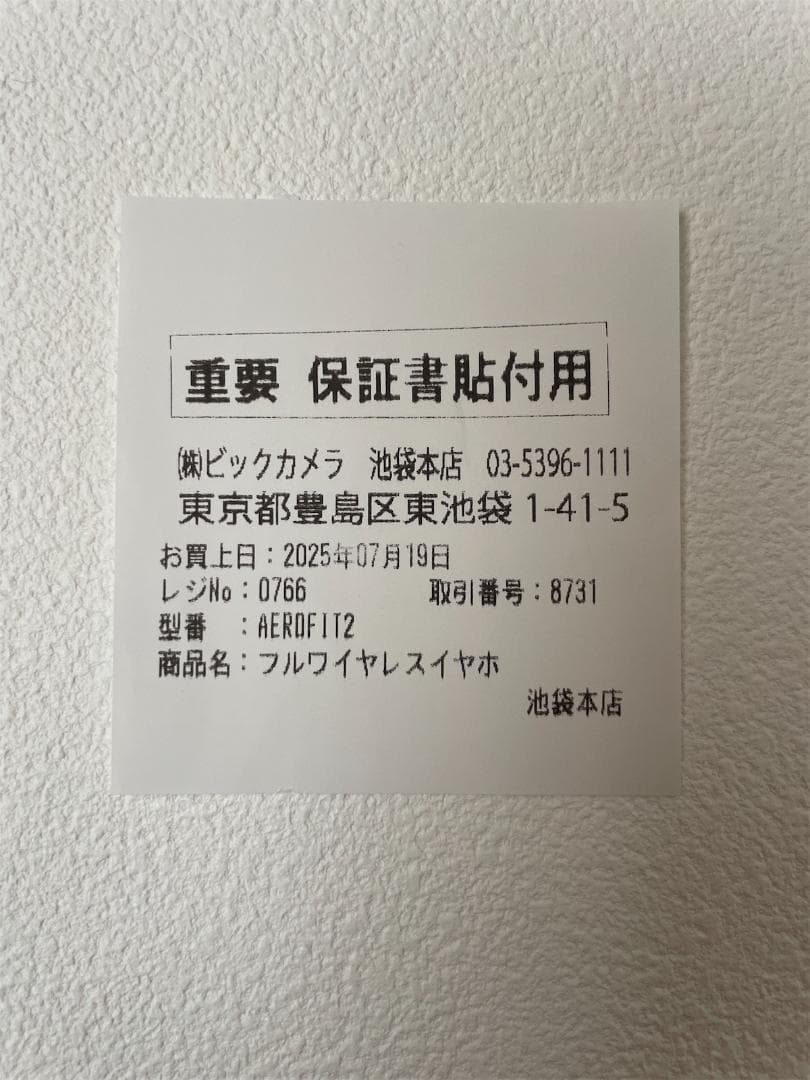 重要 保証書貼付用
㈱ビックカメラ 池袋本店 03-5396-1111
東京都豊島区東池袋1-41-5
お買上日：2025年07月19日
レジNo：0766 取引番号：8731
型番 ：AEROFIT2
商品名：フルワイヤレスイヤホ
池袋本店